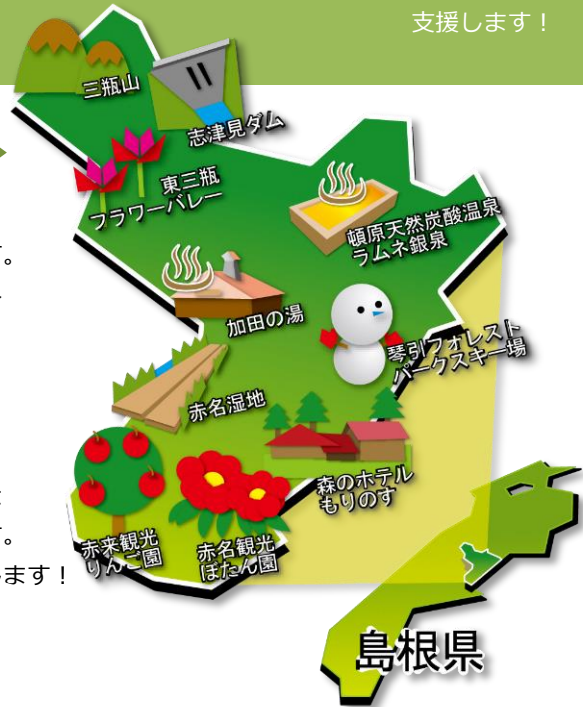 支援します！
三瓶山
志津見ダム
東三瓶
フラワーバレー
頓原天然炭酸温泉
ラムネ銀泉
。
加田の湯
琴引フォレスト
パークスキー場
赤名湿地
森のホテル
もりのす
。
赤来観光
りんご園
赤名観光
ぼたん園
ます！
島根県